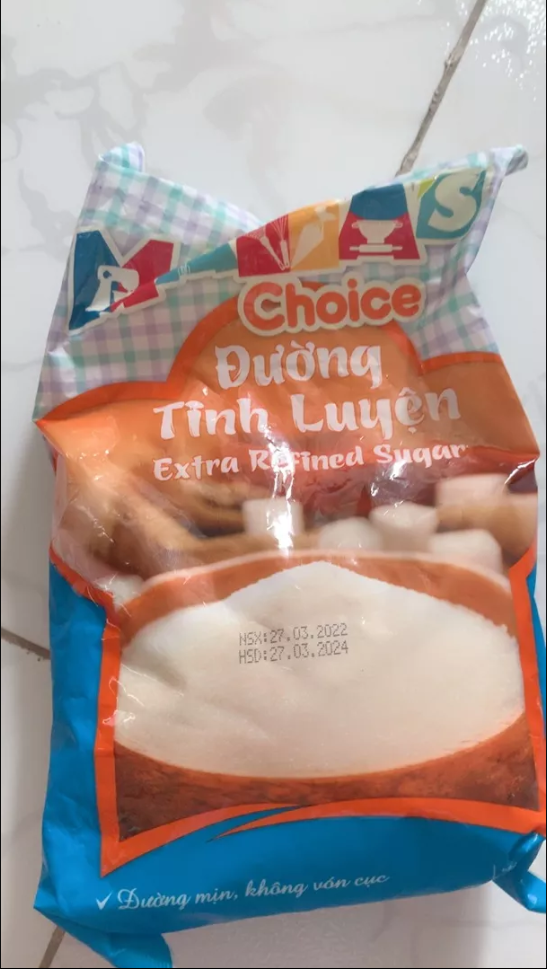 Choice
Đường
Tinh Luyện
Extra Refined Sugar
NSX:27.03.2022
HSD:27.03.2024
✓ Đường mịn, không vón cục